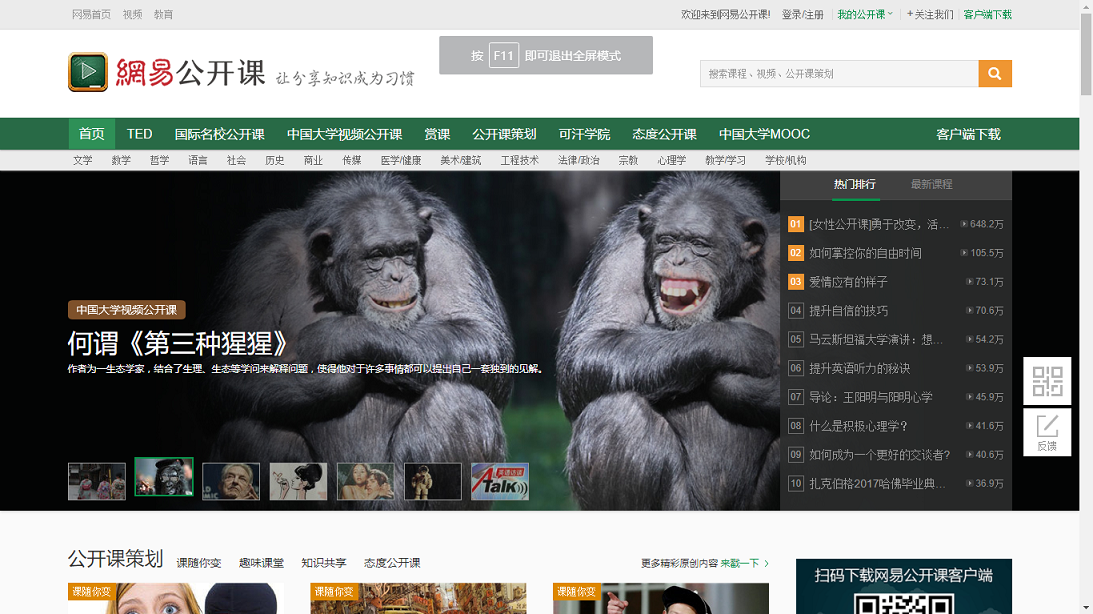 网易首页 视频 教育
欢迎来到网易公开课! 登录/注册 我的公开课 +关注我们 客户端下载
按 F11 即可退出全屏模式
網易公开课 让分享知识成为习惯
搜索课程、视频、公开课策划
首页 TED 国际名校公开课 中国大学视频公开课 赏课 公开课策划 可汗学院 态度公开课 中国大学MOOC 客户端下载
文学 数学 哲学 语言 社会 历史 商业 传媒 医学/健康 美术/建筑 工程技术 法律/政治 宗教 心理学 教学/学习 学校/机构
热门排行 最新课程
01 [女性公开课]勇于改变，活... 648.2万
02 如何掌控你的自由时间 105.5万
03 爱情应有的样子 73.1万
04 提升自信的技巧 70.6万
05 马云斯坦福大学演讲：想... 54.2万
06 提升英语听力的秘诀 53.9万
07 导论：王阳明与阳明心学 45.9万
08 什么是积极心理学？ 41.6万
09 如何成为一个更好的交谈者? 40.6万
10 扎克伯格2017哈佛毕业典... 36.9万
中国大学视频公开课
何谓《第三种猩猩》
作者为一生态学家，结合了生理、生态等学问来解释问题，使得他对于许多事情都可以提出自己一套独到的见解。
英语访谈
Talk
反馈
公开课策划 课随你变 趣味课堂 知识共享 态度公开课
更多精彩原创内容 来戳一下 >
课随你变
课随你变
课随你变
扫码下载网易公开课客户端